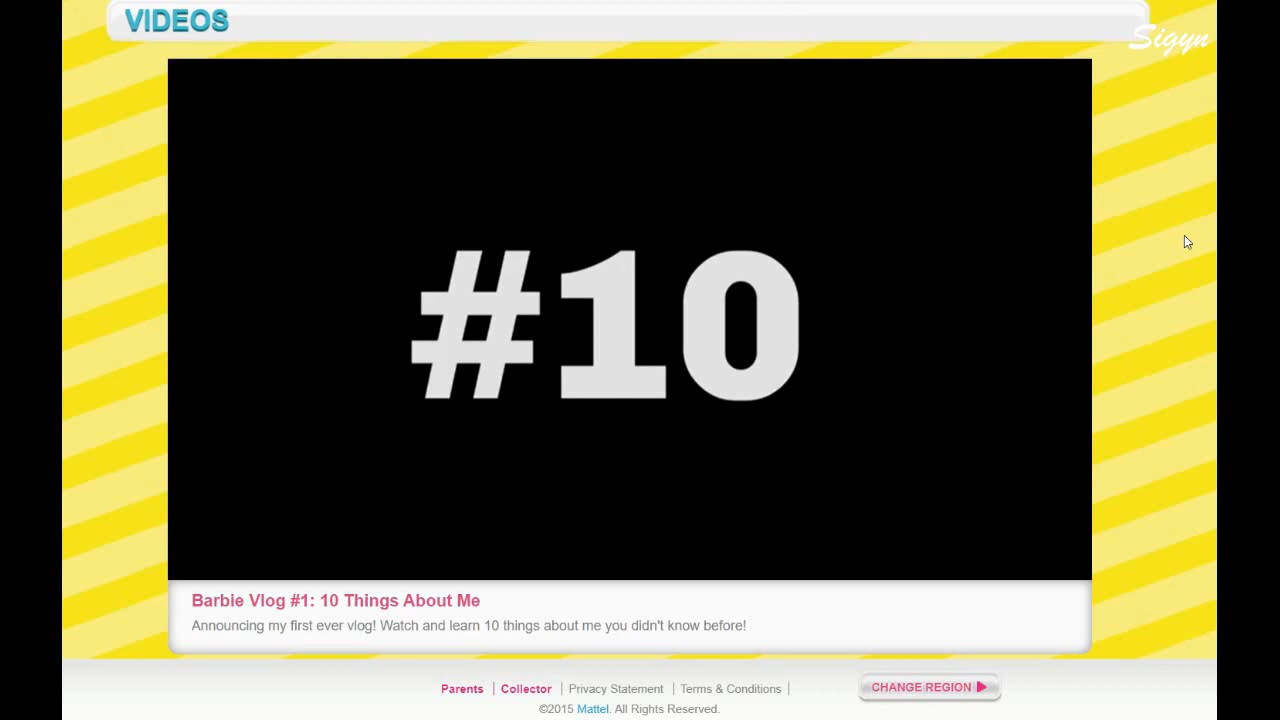 VIDEOS
Sigyn
#10
Barbie Vlog #1: 10 Things About Me
Announcing my first ever vlog! Watch and learn 10 things about me you didn't know before!
Parents | Collector | Privacy Statement | Terms & Conditions |
CHANGE REGION
©2015 Mattel. All Rights Reserved.